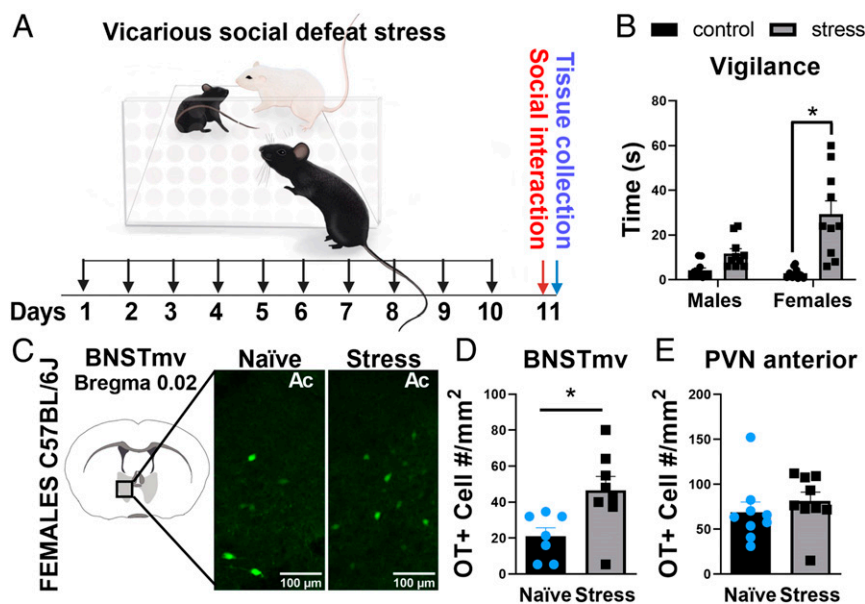 A
Vicarious social defeat stress
Social interaction
Tissue collection
Days 1 2 3 4 5 6 7 8 9 10 11
B
control stress
Vigilance
Time (s)
80
60
40
20
0
*
Males Females
C
FEMALES C57BL/6J
BNSTmv
Bregma 0.02
Naïve Stress
Ac Ac
100 µm 100 µm
D
BNSTmv
OT+ Cell #/mm²
100
80
60
40
20
0
*
Naïve Stress
E
PVN anterior
OT+ Cell #/mm²
200
150
100
50
0
Naïve Stress